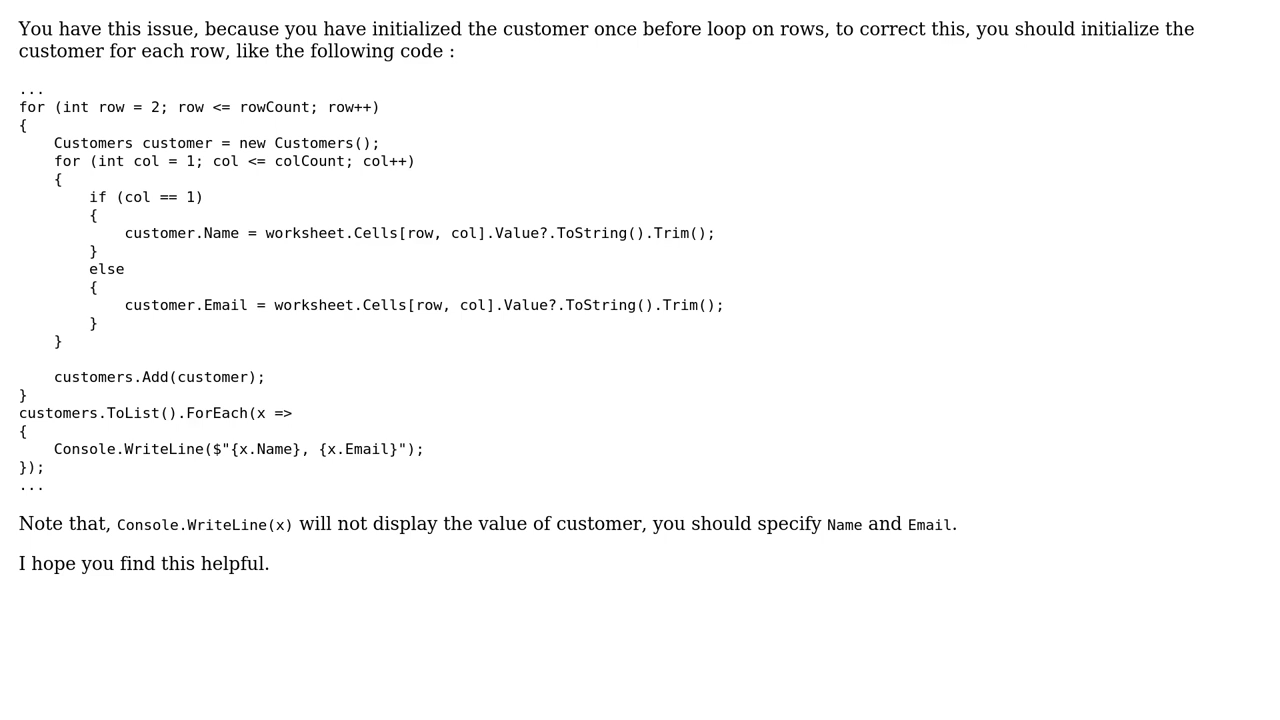 You have this issue, because you have initialized the customer once before loop on rows, to correct this, you should initialize the
customer for each row, like the following code :
...
for (int row = 2; row <= rowCount; row++)
{
    Customers customer = new Customers();
    for (int col = 1; col <= colCount; col++)
    {
        if (col == 1)
        {
            customer.Name = worksheet.Cells[row, col].Value?.ToString().Trim();
        }
        else
        {
            customer.Email = worksheet.Cells[row, col].Value?.ToString().Trim();
        }
    }

    customers.Add(customer);
}
customers.ToList().ForEach(x =>
{
    Console.WriteLine($"{x.Name}, {x.Email}");
});
...
Note that, Console.WriteLine(x) will not display the value of customer, you should specify Name and Email.
I hope you find this helpful.